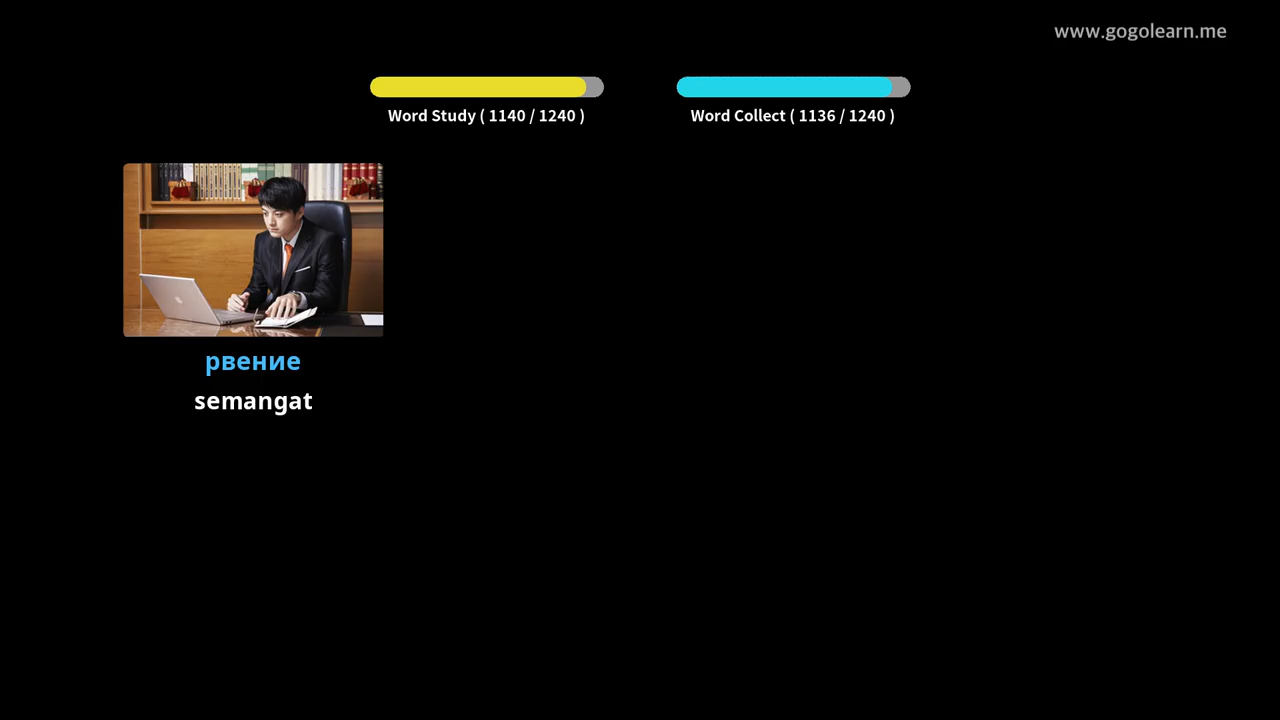 www.gogolearn.me
Word Study ( 1140 / 1240 )
Word Collect ( 1136 / 1240 )
рвение
semangat